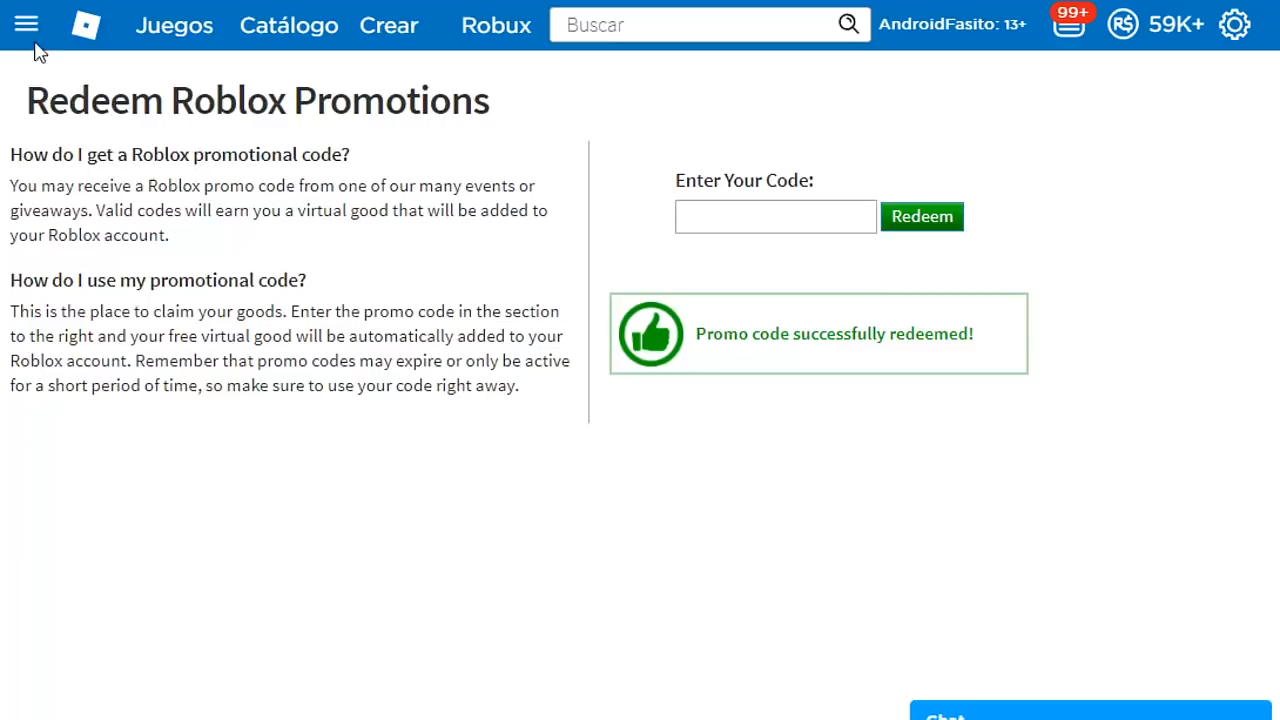 Juegos Catálogo Crear Robux Buscar AndroidFasito: 13+ 99+ R$ 59K+
Redeem Roblox Promotions
How do I get a Roblox promotional code?
You may receive a Roblox promo code from one of our many events or
giveaways. Valid codes will earn you a virtual good that will be added to
your Roblox account.
How do I use my promotional code?
This is the place to claim your goods. Enter the promo code in the section
to the right and your free virtual good will be automatically added to your
Roblox account. Remember that promo codes may expire or only be active
for a short period of time, so make sure to use your code right away.
Enter Your Code:
Redeem
Promo code successfully redeemed!
Chat